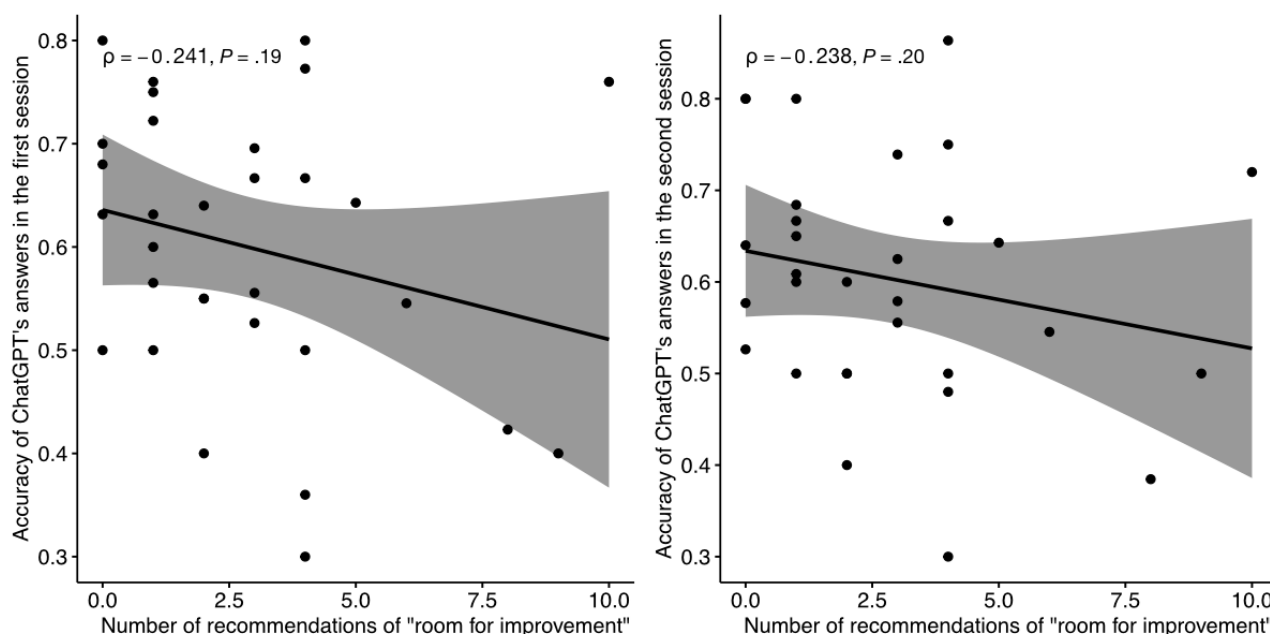 Accuracy of ChatGPT's answers in the first session
0.8
0.7
0.6
0.5
0.4
0.3
ρ = −0.241, P = .19
0.0 2.5 5.0 7.5 10.0
Number of recommendations of "room for improvement"
Accuracy of ChatGPT's answers in the second session
0.8
0.7
0.6
0.5
0.4
0.3
ρ = −0.238, P = .20
0.0 2.5 5.0 7.5 10.0
Number of recommendations of "room for improvement"